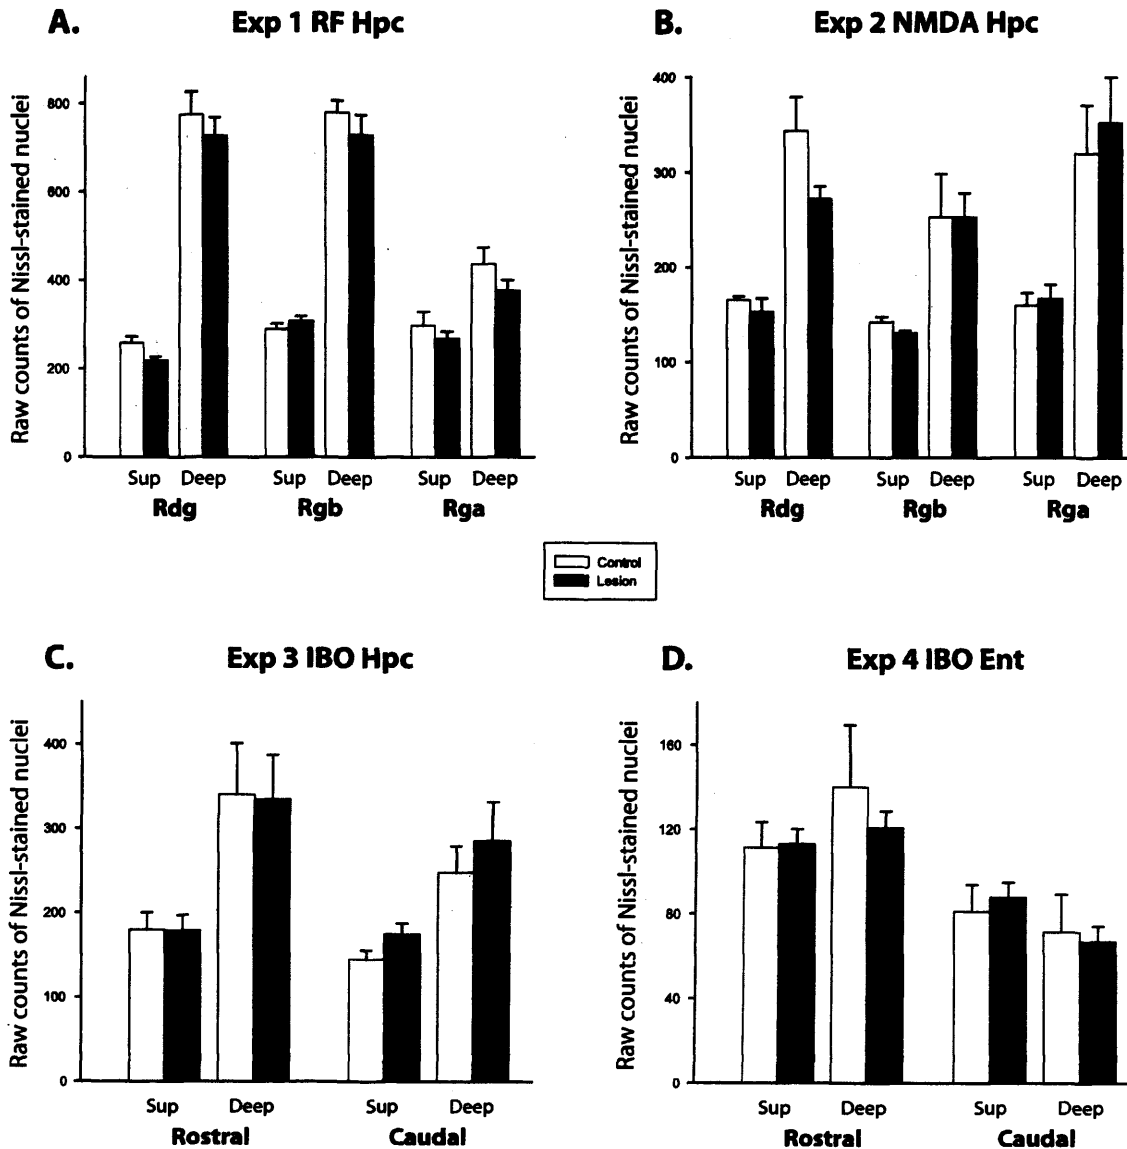 A.
Exp 1 RF Hpc
Raw counts of Nissl-stained nuclei
800
600
400
200
0
Sup Deep Sup Deep Sup Deep
Rdg Rgb Rga
B.
Exp 2 NMDA Hpc
Raw counts of Nissl-stained nuclei
400
300
200
100
0
Sup Deep Sup Deep Sup Deep
Rdg Rgb Rga
Control
Lesion
C.
Exp 3 IBO Hpc
Raw counts of Nissl-stained nuclei
400
300
200
100
0
Sup Deep Sup Deep
Rostral Caudal
D.
Exp 4 IBO Ent
Raw counts of Nissl-stained nuclei
160
120
80
40
0
Sup Deep Sup Deep
Rostral Caudal